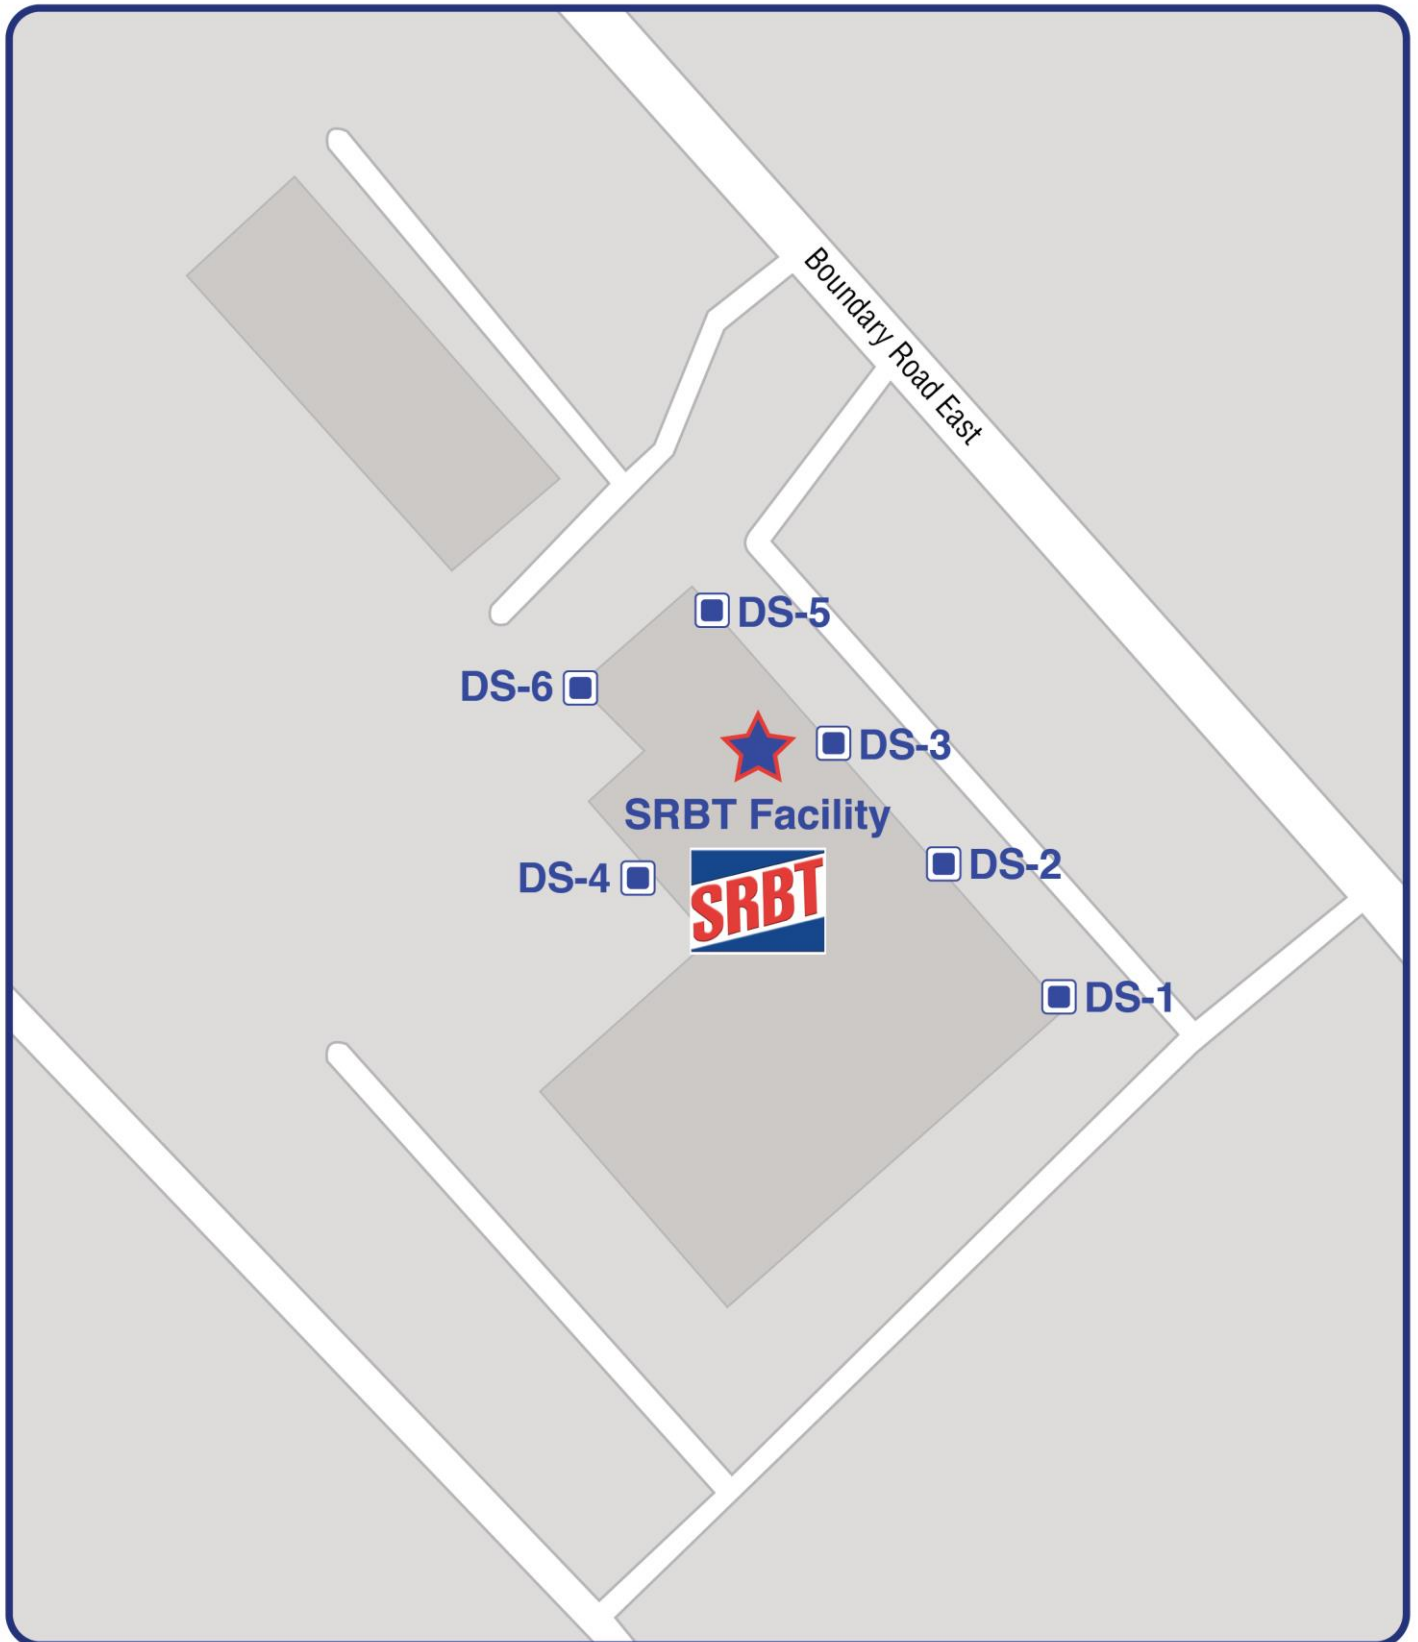 Boundary Road East
DS-5
DS-6
DS-3
SRBT Facility
DS-2
DS-4
SRBT
DS-1